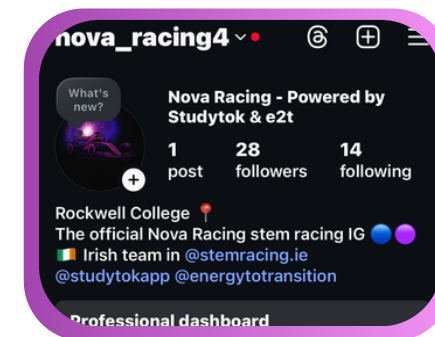 nova_racing4
What's
new?
Nova Racing - Powered by
Studytok & e2t
1 28 14
post followers following
Rockwell College 📍
The official Nova Racing stem racing IG 🔵🟣
🇮🇪 Irish team in @stemracing.ie
@studytokapp @energytotransition
Professional dashboard